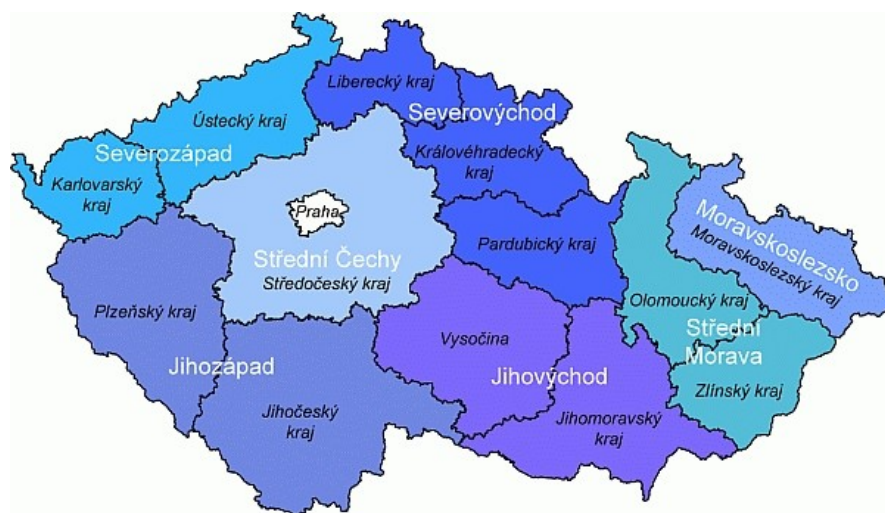 Liberecký kraj
Severovýchod
Ústecký kraj
Severozápad
Královéhradecký
kraj
Karlovarský
kraj
Praha
Moravskoslezsko
Moravskoslezský kraj
Pardubický kraj
Střední Čechy
Středočeský kraj
Olomoucký kraj
Plzeňský kraj
Střední
Morava
Vysočina
Jihozápad
Jihovýchod
Zlínský kraj
Jihočeský
kraj
Jihomoravský
kraj